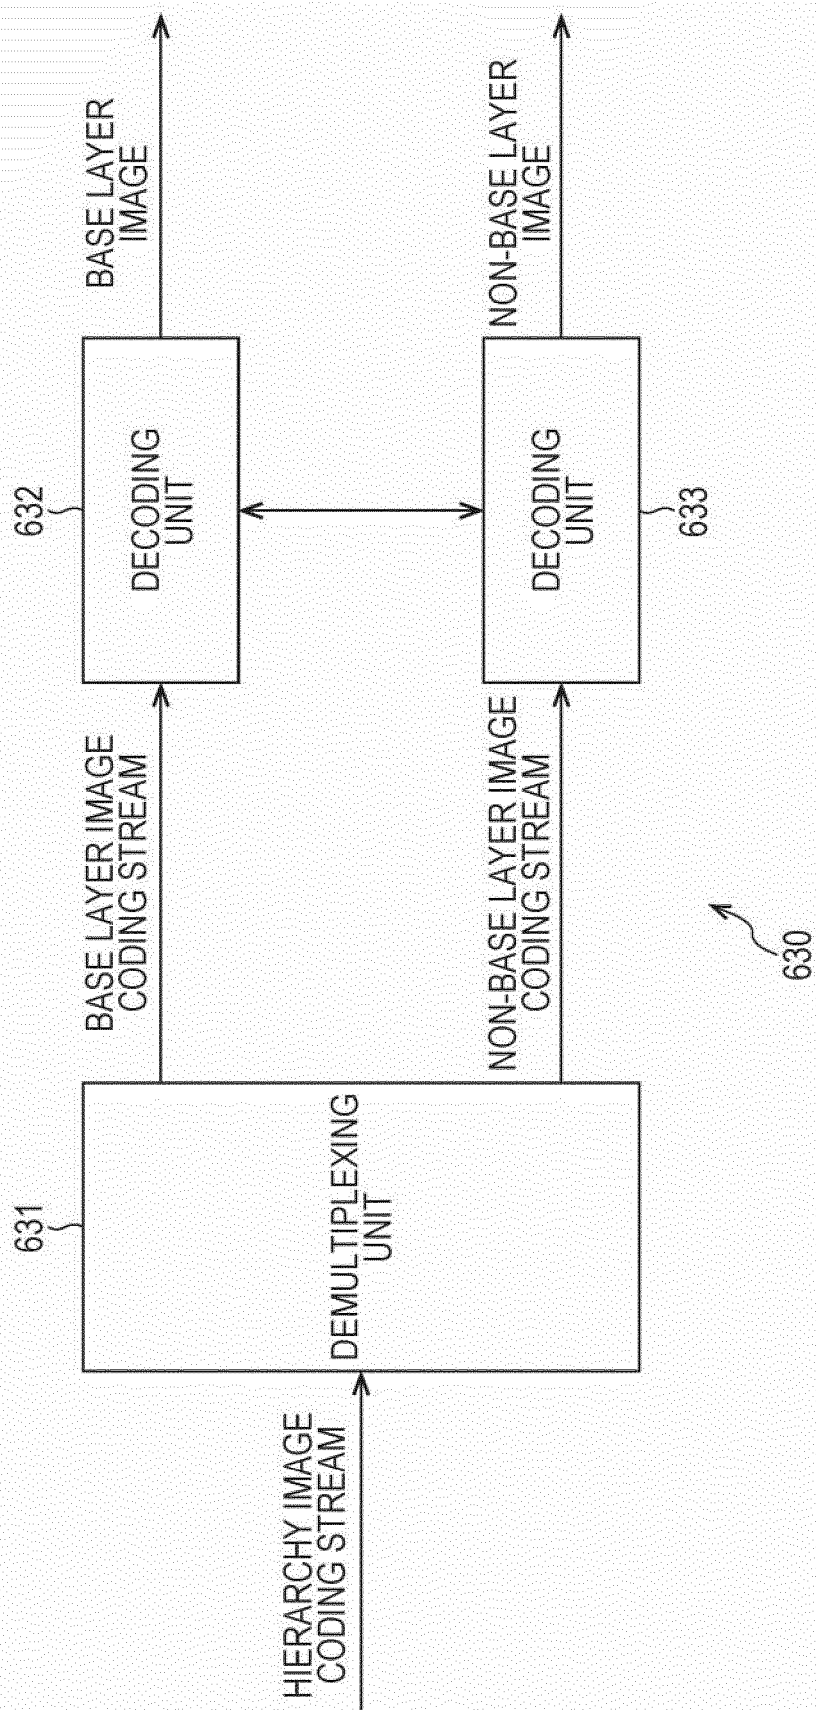 630
HIERARCHY IMAGE
CODING STREAM
631
DEMULTIPLEXING
UNIT
BASE LAYER IMAGE
CODING STREAM
NON-BASE LAYER IMAGE
CODING STREAM
632
DECODING
UNIT
DECODING
UNIT
633
BASE LAYER
IMAGE
NON-BASE LAYER
IMAGE